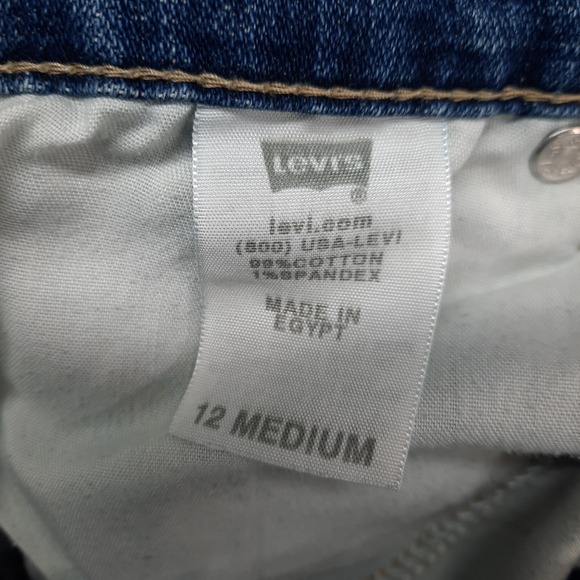 Levi's
®
levi.com
(800) USA-LEVI
99%COTTON
1%SPANDEX
MADE IN
EGYPT
12 MEDIUM